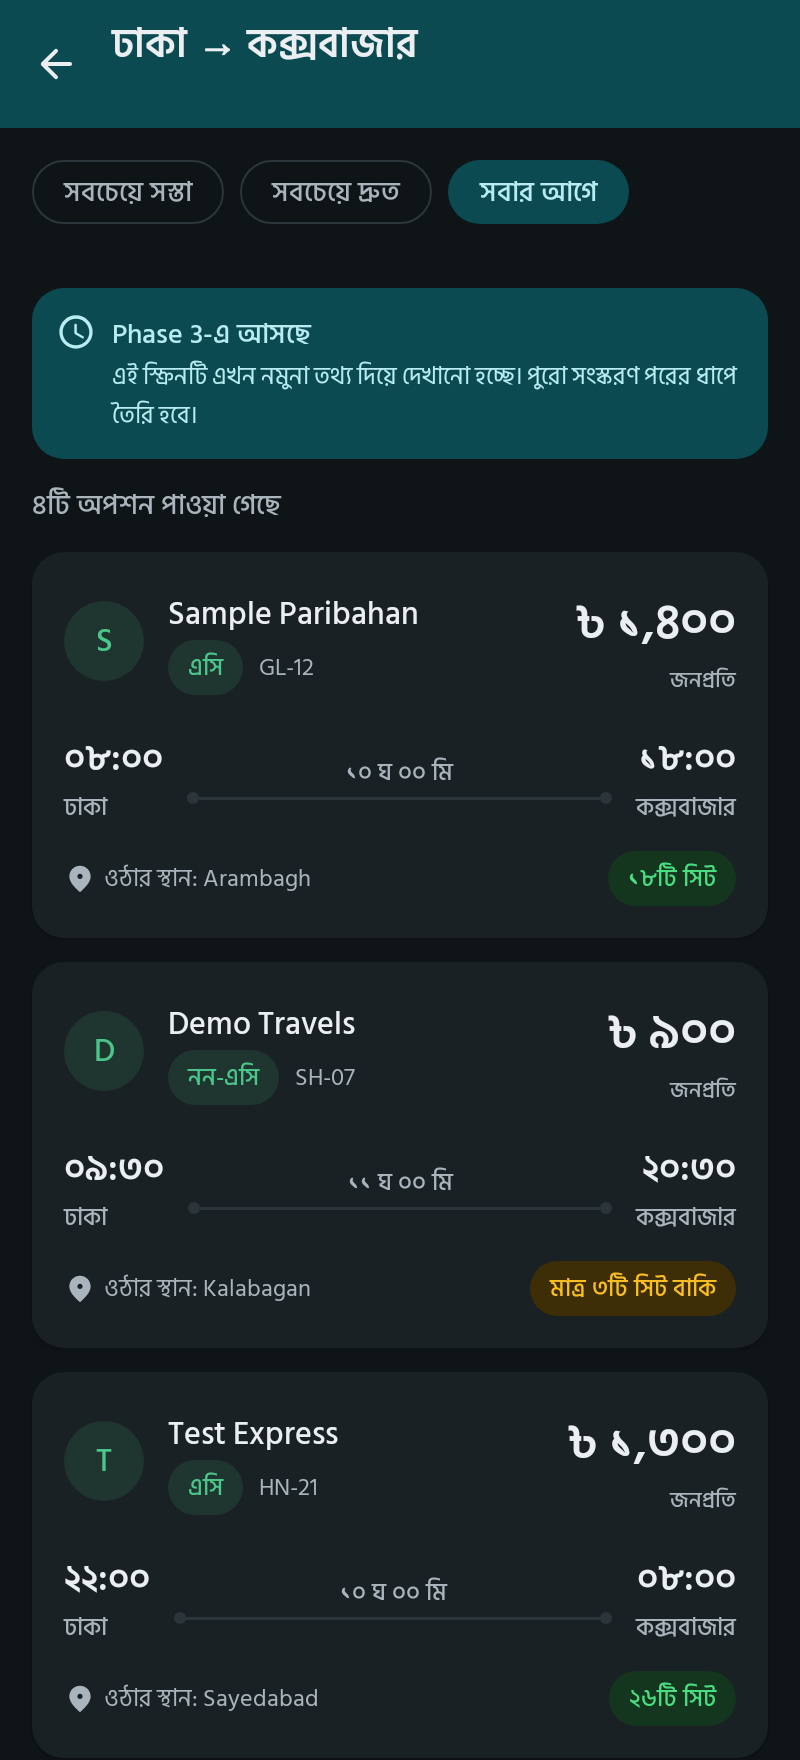 ঢাকা → কক্সবাজার
সবচেয়ে সস্তা
সবচেয়ে দ্রুত
সবার আগে
Phase 3-এ আসছে
এই স্ক্রিনটি এখন নমুনা তথ্য দিয়ে দেখানো হচ্ছে। পুরো সংস্করণ পরের ধাপে
তৈরি হবে।
৪টি অপশন পাওয়া গেছে
S
Sample Paribahan
৳ ১,৪০০
এসি
GL-12
জনপ্রতি
০৮:০০
১০ ঘ ০০ মি
১৮:০০
ঢাকা
কক্সবাজার
ওঠার স্থান: Arambagh
১৮টি সিট
D
Demo Travels
৳ ৯০০
নন-এসি
SH-07
জনপ্রতি
০৯:৩০
১১ ঘ ০০ মি
২০:৩০
ঢাকা
কক্সবাজার
ওঠার স্থান: Kalabagan
মাত্র ৩টি সিট বাকি
T
Test Express
৳ ১,৩০০
এসি
HN-21
জনপ্রতি
২২:০০
১০ ঘ ০০ মি
০৮:০০
ঢাকা
কক্সবাজার
ওঠার স্থান: Sayedabad
২৬টি সিট